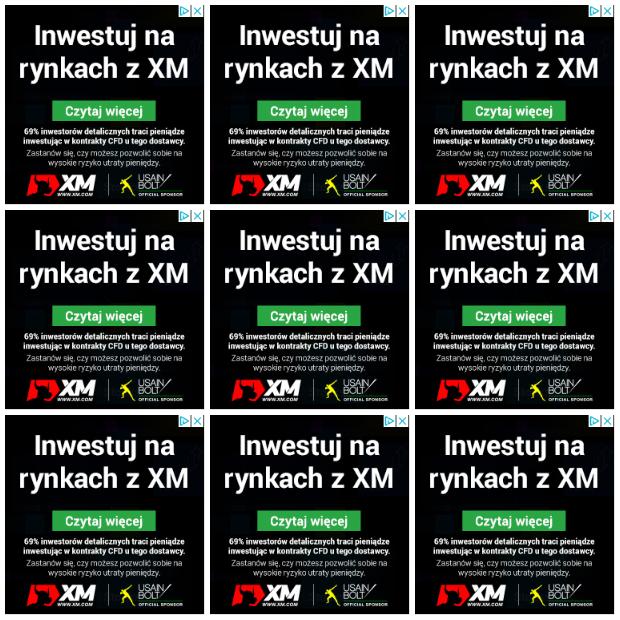 Inwestuj na
rynkach z XM
Czytaj więcej
69% inwestorów detalicznych traci pieniądze
inwestując w kontrakty CFD u tego dostawcy.
Zastanów się, czy możesz pozwolić sobie na
wysokie ryzyko utraty pieniędzy.
XM
WWW.XM.COM
USAIN
BOLT
OFFICIAL SPONSOR
Inwestuj na
rynkach z XM
Czytaj więcej
69% inwestorów detalicznych traci pieniądze
inwestując w kontrakty CFD u tego dostawcy.
Zastanów się, czy możesz pozwolić sobie na
wysokie ryzyko utraty pieniędzy.
XM
WWW.XM.COM
USAIN
BOLT
OFFICIAL SPONSOR
Inwestuj na
rynkach z XM
Czytaj więcej
69% inwestorów detalicznych traci pieniądze
inwestując w kontrakty CFD u tego dostawcy.
Zastanów się, czy możesz pozwolić sobie na
wysokie ryzyko utraty pieniędzy.
XM
WWW.XM.COM
USAIN
BOLT
OFFICIAL SPONSOR
Inwestuj na
rynkach z XM
Czytaj więcej
69% inwestorów detalicznych traci pieniądze
inwestując w kontrakty CFD u tego dostawcy.
Zastanów się, czy możesz pozwolić sobie na
wysokie ryzyko utraty pieniędzy.
XM
WWW.XM.COM
USAIN
BOLT
OFFICIAL SPONSOR
Inwestuj na
rynkach z XM
Czytaj więcej
69% inwestorów detalicznych traci pieniądze
inwestując w kontrakty CFD u tego dostawcy.
Zastanów się, czy możesz pozwolić sobie na
wysokie ryzyko utraty pieniędzy.
XM
WWW.XM.COM
USAIN
BOLT
OFFICIAL SPONSOR
Inwestuj na
rynkach z XM
Czytaj więcej
69% inwestorów detalicznych traci pieniądze
inwestując w kontrakty CFD u tego dostawcy.
Zastanów się, czy możesz pozwolić sobie na
wysokie ryzyko utraty pieniędzy.
XM
WWW.XM.COM
USAIN
BOLT
OFFICIAL SPONSOR
Inwestuj na
rynkach z XM
Czytaj więcej
69% inwestorów detalicznych traci pieniądze
inwestując w kontrakty CFD u tego dostawcy.
Zastanów się, czy możesz pozwolić sobie na
wysokie ryzyko utraty pieniędzy.
XM
WWW.XM.COM
USAIN
BOLT
OFFICIAL SPONSOR
Inwestuj na
rynkach z XM
Czytaj więcej
69% inwestorów detalicznych traci pieniądze
inwestując w kontrakty CFD u tego dostawcy.
Zastanów się, czy możesz pozwolić sobie na
wysokie ryzyko utraty pieniędzy.
XM
WWW.XM.COM
USAIN
BOLT
OFFICIAL SPONSOR
Inwestuj na
rynkach z XM
Czytaj więcej
69% inwestorów detalicznych traci pieniądze
inwestując w kontrakty CFD u tego dostawcy.
Zastanów się, czy możesz pozwolić sobie na
wysokie ryzyko utraty pieniędzy.
XM
WWW.XM.COM
USAIN
BOLT
OFFICIAL SPONSOR